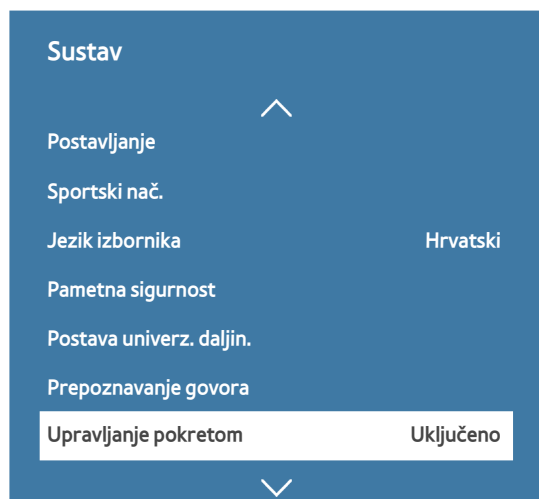 Sustav
Postavljanje
Sportski nač.
Jezik izbornika Hrvatski
Pametna sigurnost
Postava univerz. daljin.
Prepoznavanje govora
Upravljanje pokretom Uključeno